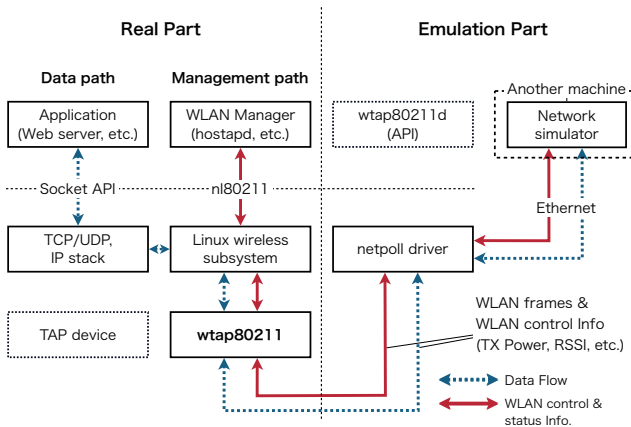 Real Part
Emulation Part
Data path
Management path
Another machine
Application
(Web server, etc.)
WLAN Manager
(hostapd, etc.)
wtap80211d
(API)
Network
simulator
Socket API
nl80211
Ethernet
TCP/UDP,
IP stack
Linux wireless
subsystem
netpoll driver
TAP device
wtap80211
WLAN frames &
WLAN control Info
(TX Power, RSSI, etc.)
Data Flow
WLAN control &
status Info.